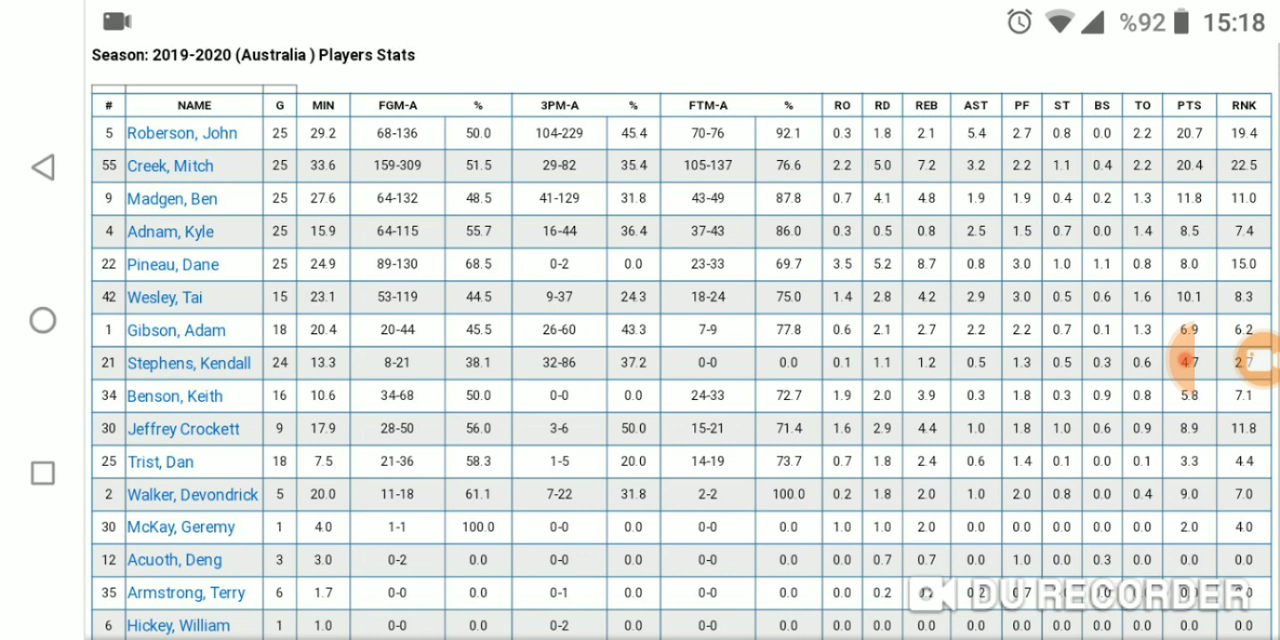 %92 15:18
Season: 2019-2020 (Australia ) Players Stats
# NAME G MIN FGM-A % 3PM-A % FTM-A % RO RD REB AST PF ST BS TO PTS RNK
5 Roberson, John 25 29.2 68-136 50.0 104-229 45.4 70-76 92.1 0.3 1.8 2.1 5.4 2.7 0.8 0.0 2.2 20.7 19.4
55 Creek, Mitch 25 33.6 159-309 51.5 29-82 35.4 105-137 76.6 2.2 5.0 7.2 3.2 2.2 1.1 0.4 2.2 20.4 22.5
9 Madgen, Ben 25 27.6 64-132 48.5 41-129 31.8 43-49 87.8 0.7 4.1 4.8 1.9 1.9 0.4 0.2 1.3 11.8 11.0
4 Adnam, Kyle 25 15.9 64-115 55.7 16-44 36.4 37-43 86.0 0.3 0.5 0.8 2.5 1.5 0.7 0.0 1.4 8.5 7.4
22 Pineau, Dane 25 24.9 89-130 68.5 0-2 0.0 23-33 69.7 3.5 5.2 8.7 0.8 3.0 1.0 1.1 0.8 8.0 15.0
42 Wesley, Tai 15 23.1 53-119 44.5 9-37 24.3 18-24 75.0 1.4 2.8 4.2 2.9 3.0 0.5 0.6 1.6 10.1 8.3
1 Gibson, Adam 18 20.4 20-44 45.5 26-60 43.3 7-9 77.8 0.6 2.1 2.7 2.2 2.2 0.7 0.1 1.3 6.9 6.2
21 Stephens, Kendall 24 13.3 8-21 38.1 32-86 37.2 0-0 0.0 0.1 1.1 1.2 0.5 1.3 0.5 0.3 0.6 4.7 2.7
34 Benson, Keith 16 10.6 34-68 50.0 0-0 0.0 24-33 72.7 1.9 2.0 3.9 0.3 1.8 0.3 0.9 0.8 5.8 7.1
30 Jeffrey Crockett 9 17.9 28-50 56.0 3-6 50.0 15-21 71.4 1.6 2.9 4.4 1.0 1.8 1.0 0.6 0.9 8.9 11.8
25 Trist, Dan 18 7.5 21-36 58.3 1-5 20.0 14-19 73.7 0.7 1.8 2.4 0.6 1.4 0.1 0.0 0.1 3.3 4.4
2 Walker, Devondrick 5 20.0 11-18 61.1 7-22 31.8 2-2 100.0 0.2 1.8 2.0 1.0 2.0 0.8 0.0 0.4 9.0 7.0
30 McKay, Geremy 1 4.0 1-1 100.0 0-0 0.0 0-0 0.0 1.0 1.0 2.0 0.0 0.0 0.0 0.0 0.0 2.0 4.0
12 Acuoth, Deng 3 3.0 0-2 0.0 0-0 0.0 0-0 0.0 0.0 0.7 0.7 0.0 1.0 0.0 0.3 0.0 0.0 0.0
35 Armstrong, Terry 6 1.7 0-0 0.0 0-1 0.0 0-0 0.0 0.0 0.2
DU RECORDER
6 Hickey, William 1 1.0 0-0 0.0 0-2 0.0 0-0 0.0 0.0 0.0 0.0 0.0 0.0 0.0 0.0 0.0 0.0 0.0